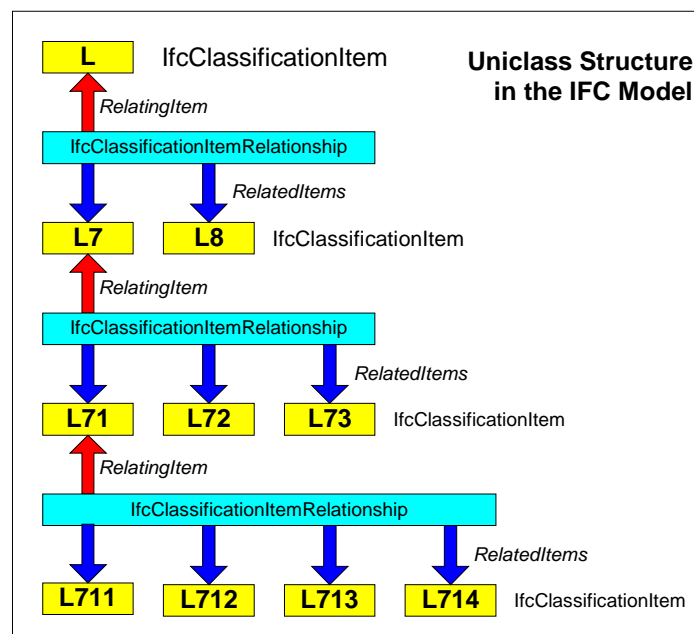 L IfcClassificationItem
Uniclass Structure
in the IFC Model
RelatingItem
IfcClassificationItemRelationship
RelatedItems
L7 L8 IfcClassificationItem
RelatingItem
IfcClassificationItemRelationship
RelatedItems
L71 L72 L73 IfcClassificationItem
RelatingItem
IfcClassificationItemRelationship
RelatedItems
L711 L712 L713 L714 IfcClassificationItem